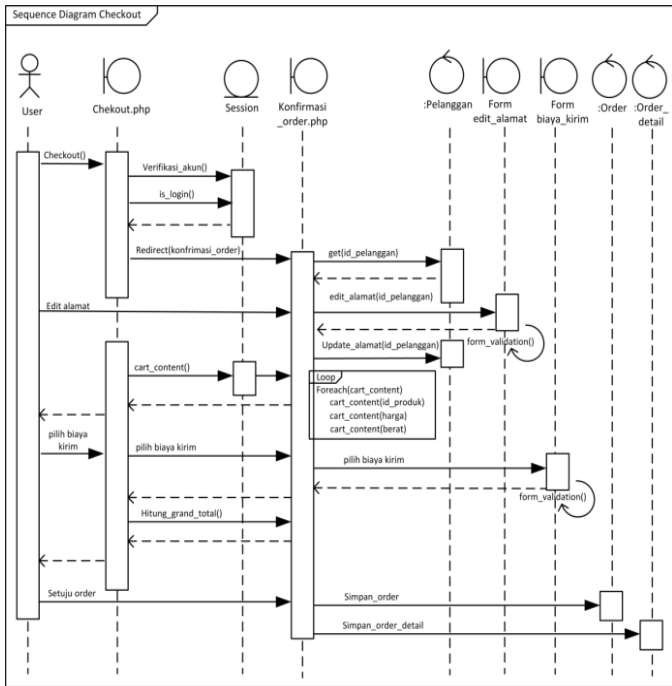 Sequence Diagram Checkout
User
Chekout.php
Session
Konfirmasi
_order.php
:Pelanggan
Form
edit_alamat
Form
biaya_kirim
:Order
:Order_
detail
Checkout()
Verifikasi_akun()
is_login()
Redirect(konfrimasi_order)
get(id_pelanggan)
Edit alamat
edit_alamat(id_pelanggan)
form_validation()
Update_alamat(id_pelanggan)
cart_content()
Loop
Foreach(cart_content)
cart_content(id_produk)
cart_content(harga)
cart_content(berat)
pilih biaya
kirim
pilih biaya kirim
pilih biaya kirim
form_validation()
Hitung_grand_total()
Setuju order
Simpan_order
Simpan_order_detail